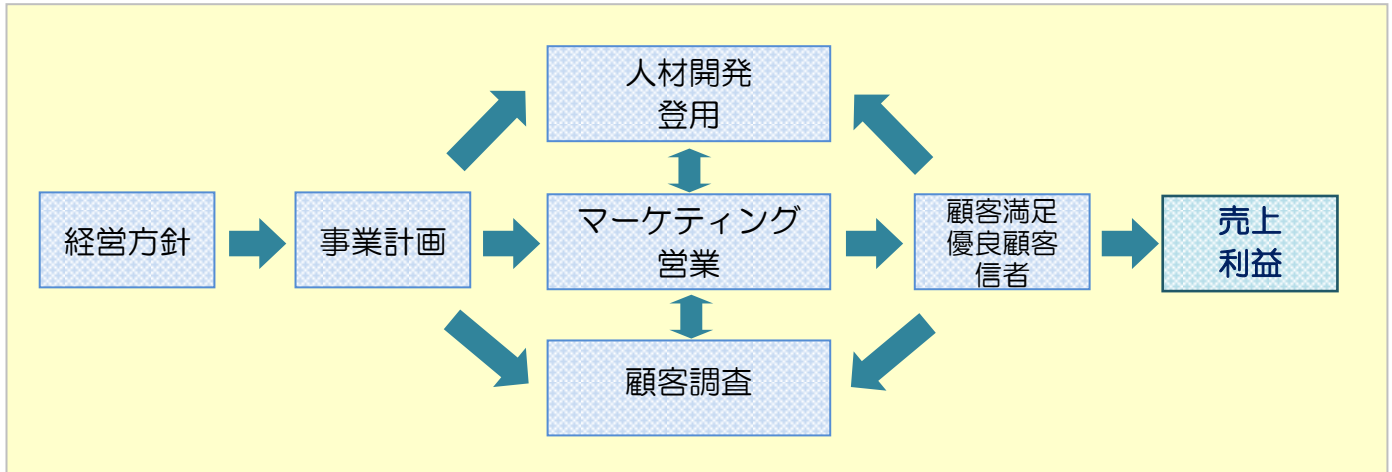 人材開発
登用
経営方針
事業計画
マーケティング
営業
顧客満足
優良顧客
信者
売上
利益
顧客調査